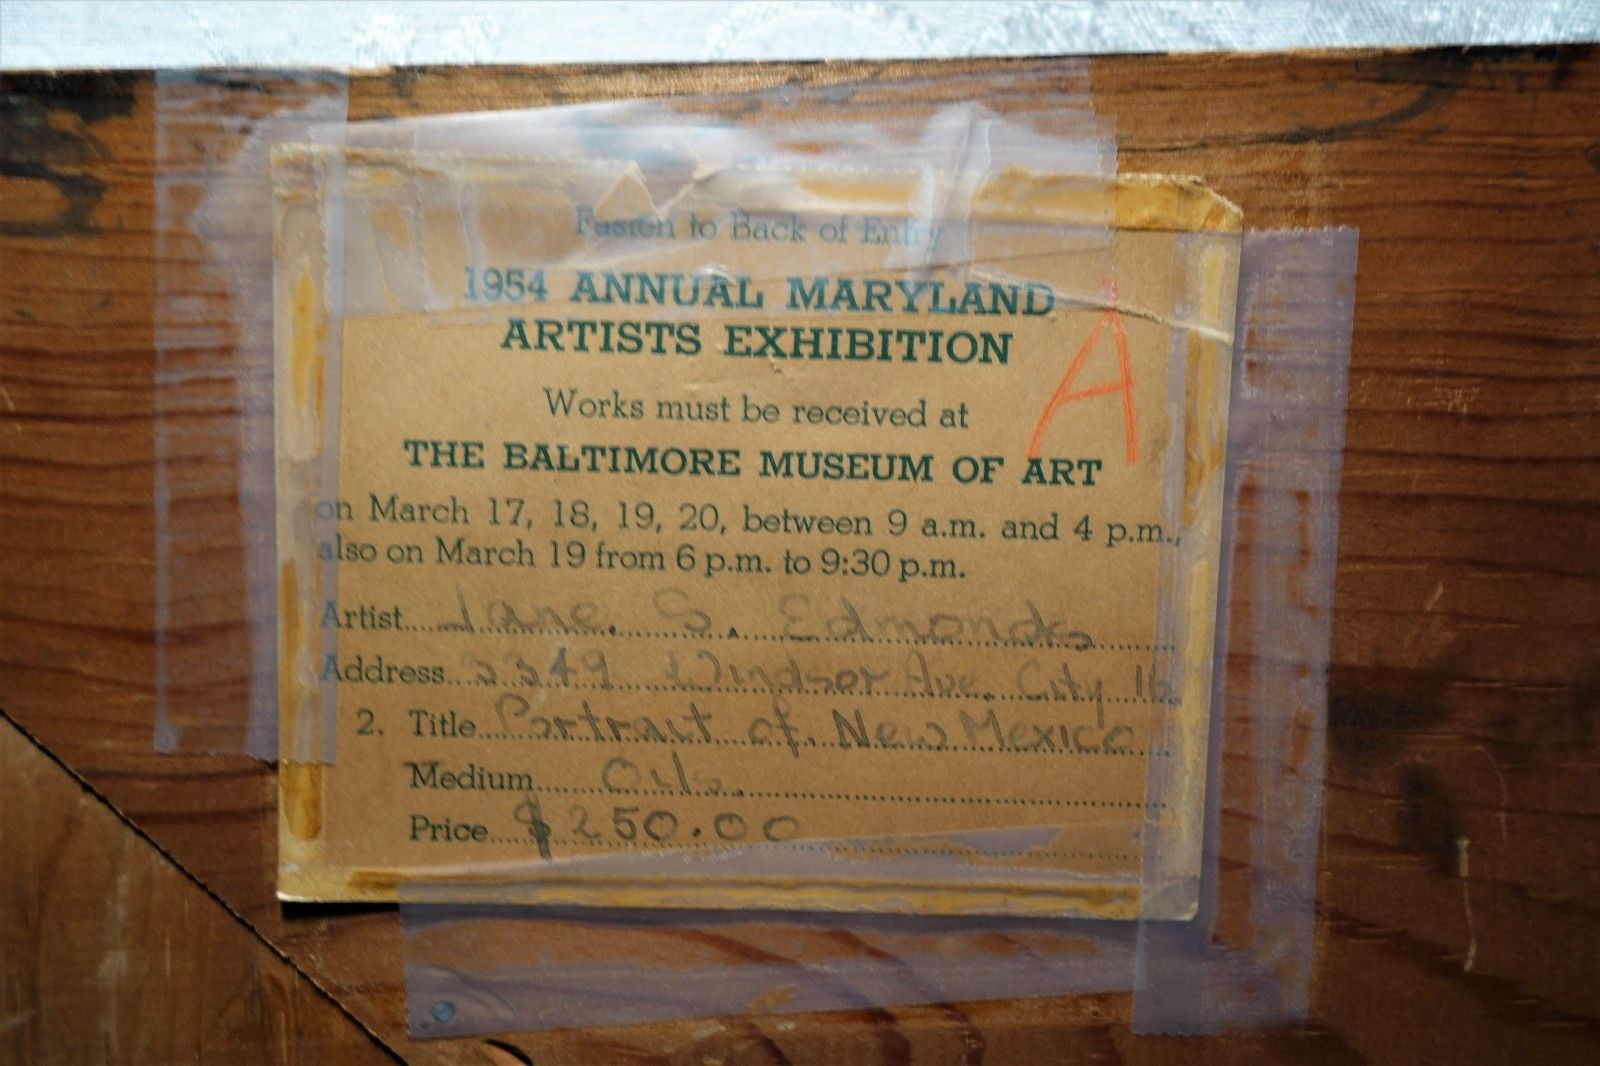 Fasten to Back of Entry
1954 ANNUAL MARYLAND
ARTISTS EXHIBITION
A
Works must be received at
THE BALTIMORE MUSEUM OF ART
on March 17, 18, 19, 20, between 9 a.m. and 4 p.m.,
also on March 19 from 6 p.m. to 9:30 p.m.
Artist Jane. S. Edmonds
Address 3349 Windsor Ave. City 16
2. Title Portrait of New Mexico
Medium Oils.
Price $250.00